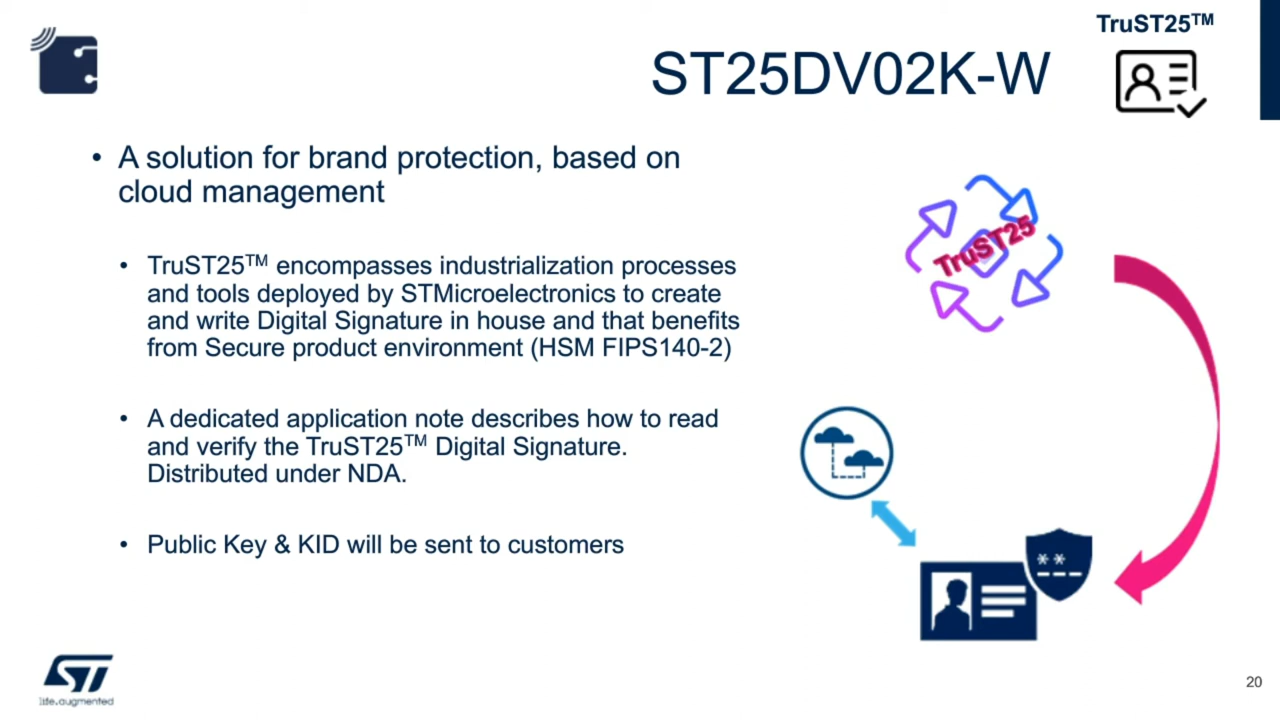 TruST25™
ST25DV02K-W
• A solution for brand protection, based on
cloud management
• TruST25™ encompasses industrialization processes
and tools deployed by STMicroelectronics to create
and write Digital Signature in house and that benefits
from Secure product environment (HSM FIPS140-2)
• A dedicated application note describes how to read
and verify the TruST25™ Digital Signature.
Distributed under NDA.
• Public Key & KID will be sent to customers
TruST25
**
ST
life.augmented
20